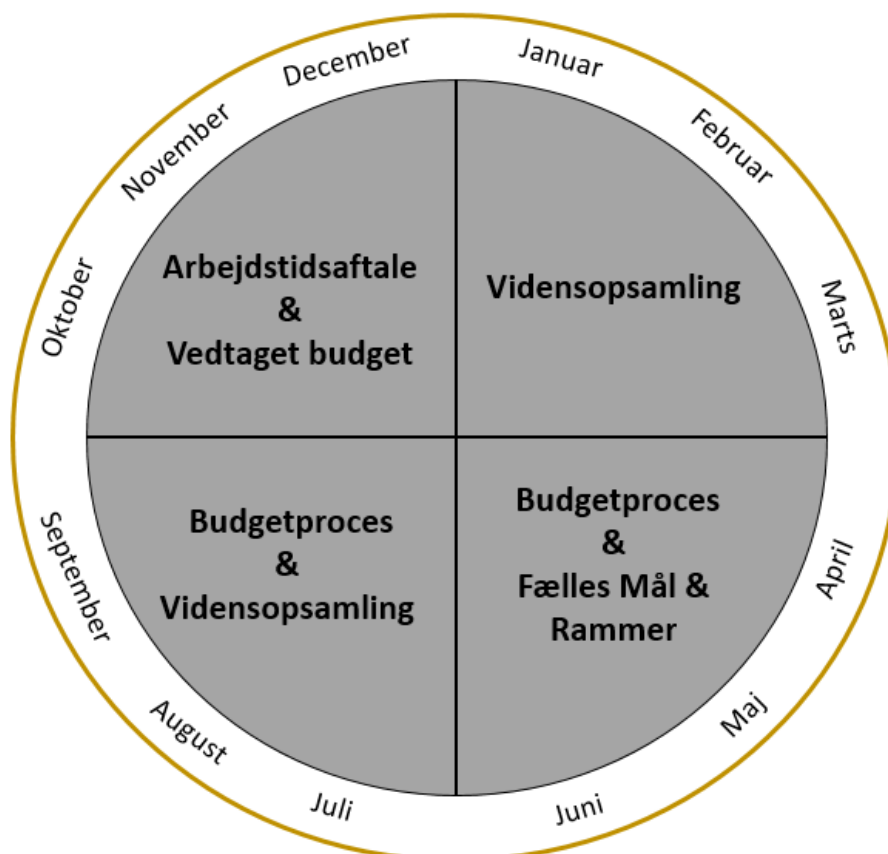 Januar
Februar
Marts
April
Maj
Juni
Juli
August
September
Oktober
November
December
Arbejdstidsaftale
&
Vedtaget budget
Vidensopsamling
Budgetproces
&
Vidensopsamling
Budgetproces
&
Fælles Mål &
Rammer